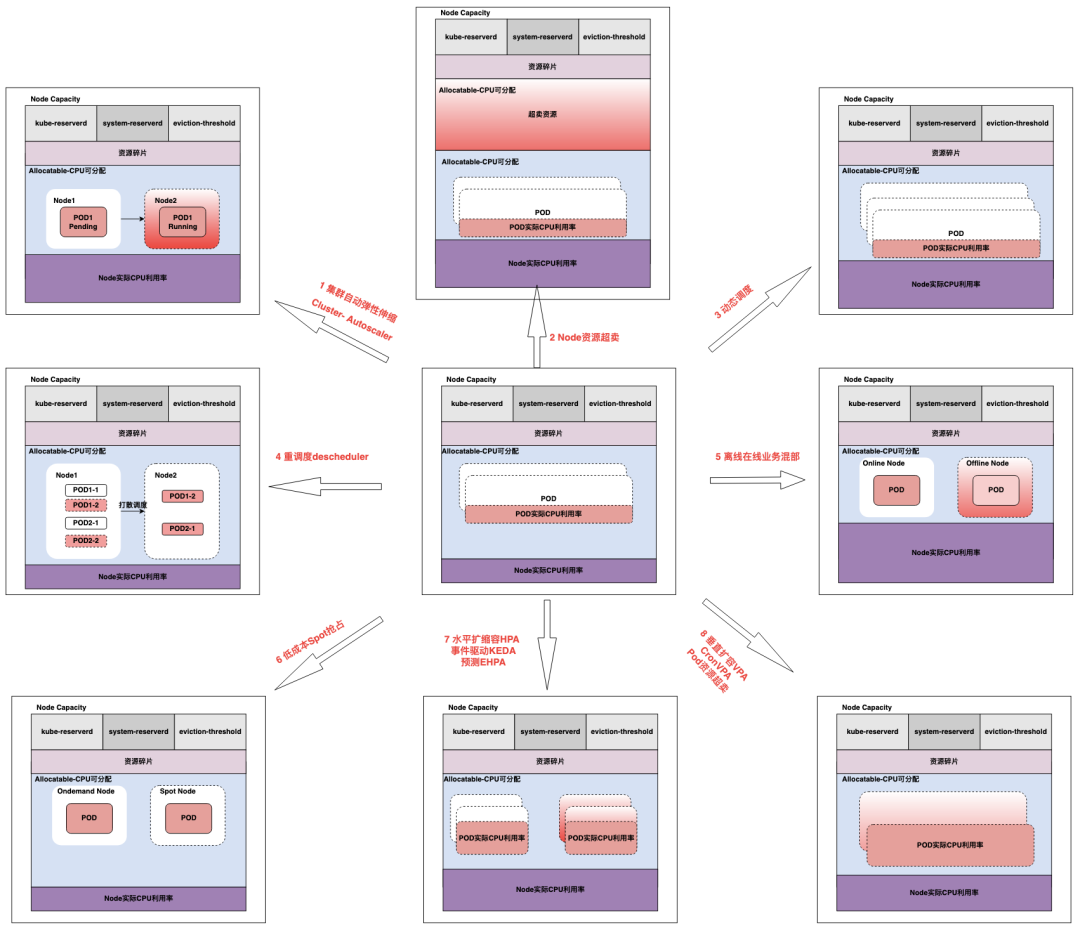 Node Capacity
kube-reserverd
system-reserverd
eviction-threshold
资源碎片
Allocatable-CPU可分配
超卖资源
Allocatable-CPU可分配
POD
POD实际CPU利用率
Node实际CPU利用率
Node Capacity
kube-reserverd
system-reserverd
eviction-threshold
资源碎片
Allocatable-CPU可分配
Node1
POD1
Pending
Node2
POD1
Running
Node实际CPU利用率
Node Capacity
kube-reserverd
system-reserverd
eviction-threshold
资源碎片
Allocatable-CPU可分配
POD
POD实际CPU利用率
Node实际CPU利用率
1 集群自动弹性伸缩
Cluster- Autoscaler
2 Node资源超卖
3 动态调度
Node Capacity
kube-reserverd
system-reserverd
eviction-threshold
资源碎片
Allocatable-CPU可分配
Node1
POD1-1
POD1-2
POD2-1
POD2-2
打散调度
Node2
POD1-2
POD2-1
Node实际CPU利用率
4 重调度descheduler
Node Capacity
kube-reserverd
system-reserverd
eviction-threshold
资源碎片
Allocatable-CPU可分配
POD
POD实际CPU利用率
Node实际CPU利用率
5 离线在线业务混部
Node Capacity
kube-reserverd
system-reserverd
eviction-threshold
资源碎片
Allocatable-CPU可分配
Online Node
POD
Offline Node
POD
Node实际CPU利用率
6 低成本Spot抢占
7 水平扩缩容HPA
事件驱动KEDA
预测EHPA
8 垂直扩容VPA
CronVPA
Pod资源超卖
Node Capacity
kube-reserverd
system-reserverd
eviction-threshold
资源碎片
Allocatable-CPU可分配
Ondemand Node
POD
Spot Node
POD
Node实际CPU利用率
Node Capacity
kube-reserverd
system-reserverd
eviction-threshold
资源碎片
Allocatable-CPU可分配
POD实际CPU利用率
POD实际CPU利用率
Node实际CPU利用率
Node Capacity
kube-reserverd
system-reserverd
eviction-threshold
资源碎片
Allocatable-CPU可分配
POD实际CPU利用率
Node实际CPU利用率